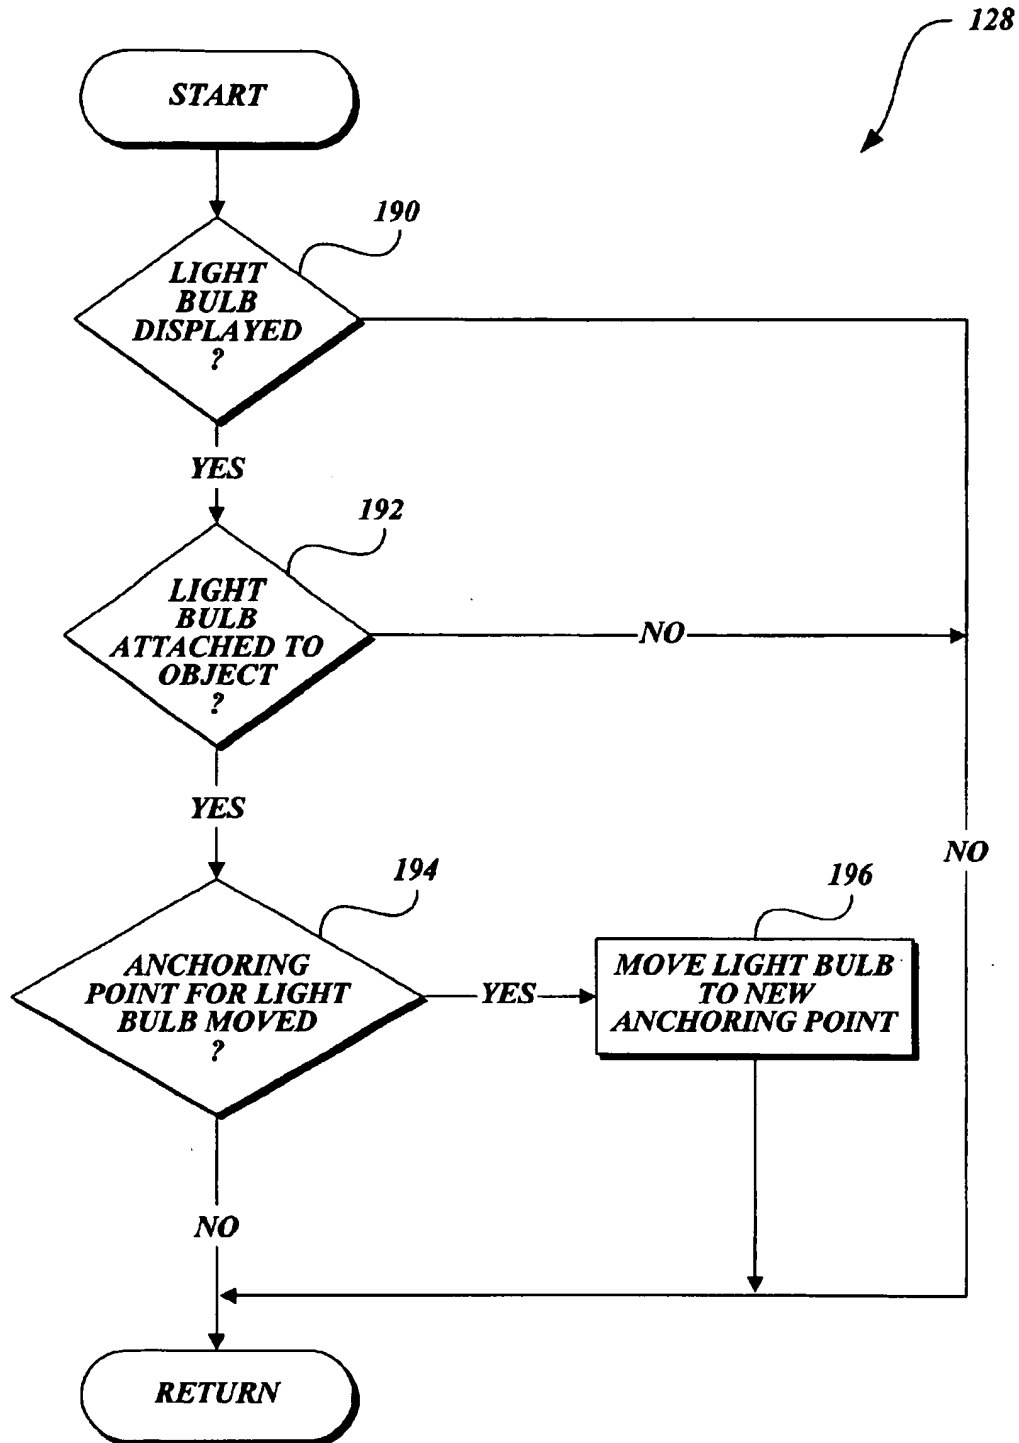 128
START
190
LIGHT
BULB
DISPLAYED
?
YES
192
LIGHT
BULB
ATTACHED TO
OBJECT
?
NO
YES
NO
194
196
ANCHORING
POINT FOR LIGHT
BULB MOVED
?
YES
MOVE LIGHT BULB
TO NEW
ANCHORING POINT
NO
RETURN